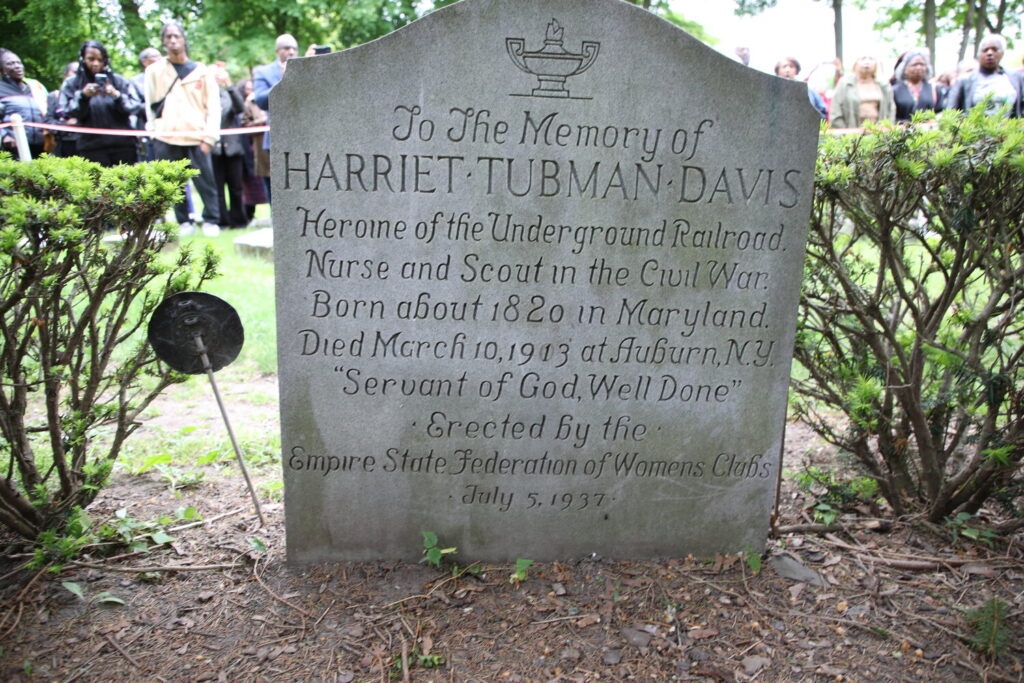 To The Memory of
HARRIET·TUBMAN·DAVIS
Heroine of the Underground Railroad.
Nurse and Scout in the Civil War.
Born about 1820 in Maryland.
Died March 10, 1913 at Auburn, N.Y.
"Servant of God, Well Done"
·Erected by the·
Empire State Federation of Womens Clubs
·July 5, 1937·